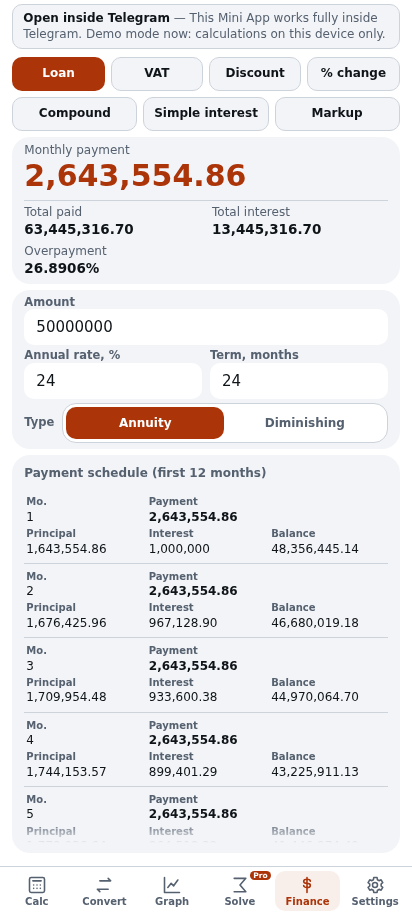 Open inside Telegram — This Mini App works fully inside
Telegram. Demo mode now: calculations on this device only.
Loan VAT Discount % change
Compound Simple interest Markup
Monthly payment
2,643,554.86
Total paid Total interest
63,445,316.70 13,445,316.70
Overpayment
26.8906%
Amount
50000000
Annual rate, % Term, months
24 24
Type Annuity Diminishing
Payment schedule (first 12 months)
Mo. Payment
1 2,643,554.86
Principal Interest Balance
1,643,554.86 1,000,000 48,356,445.14
Mo. Payment
2 2,643,554.86
Principal Interest Balance
1,676,425.96 967,128.90 46,680,019.18
Mo. Payment
3 2,643,554.86
Principal Interest Balance
1,709,954.48 933,600.38 44,970,064.70
Mo. Payment
4 2,643,554.86
Principal Interest Balance
1,744,153.57 899,401.29 43,225,911.13
Mo. Payment
5 2,643,554.86
Principal Interest Balance
Pro
Calc Convert Graph Solve Finance Settings